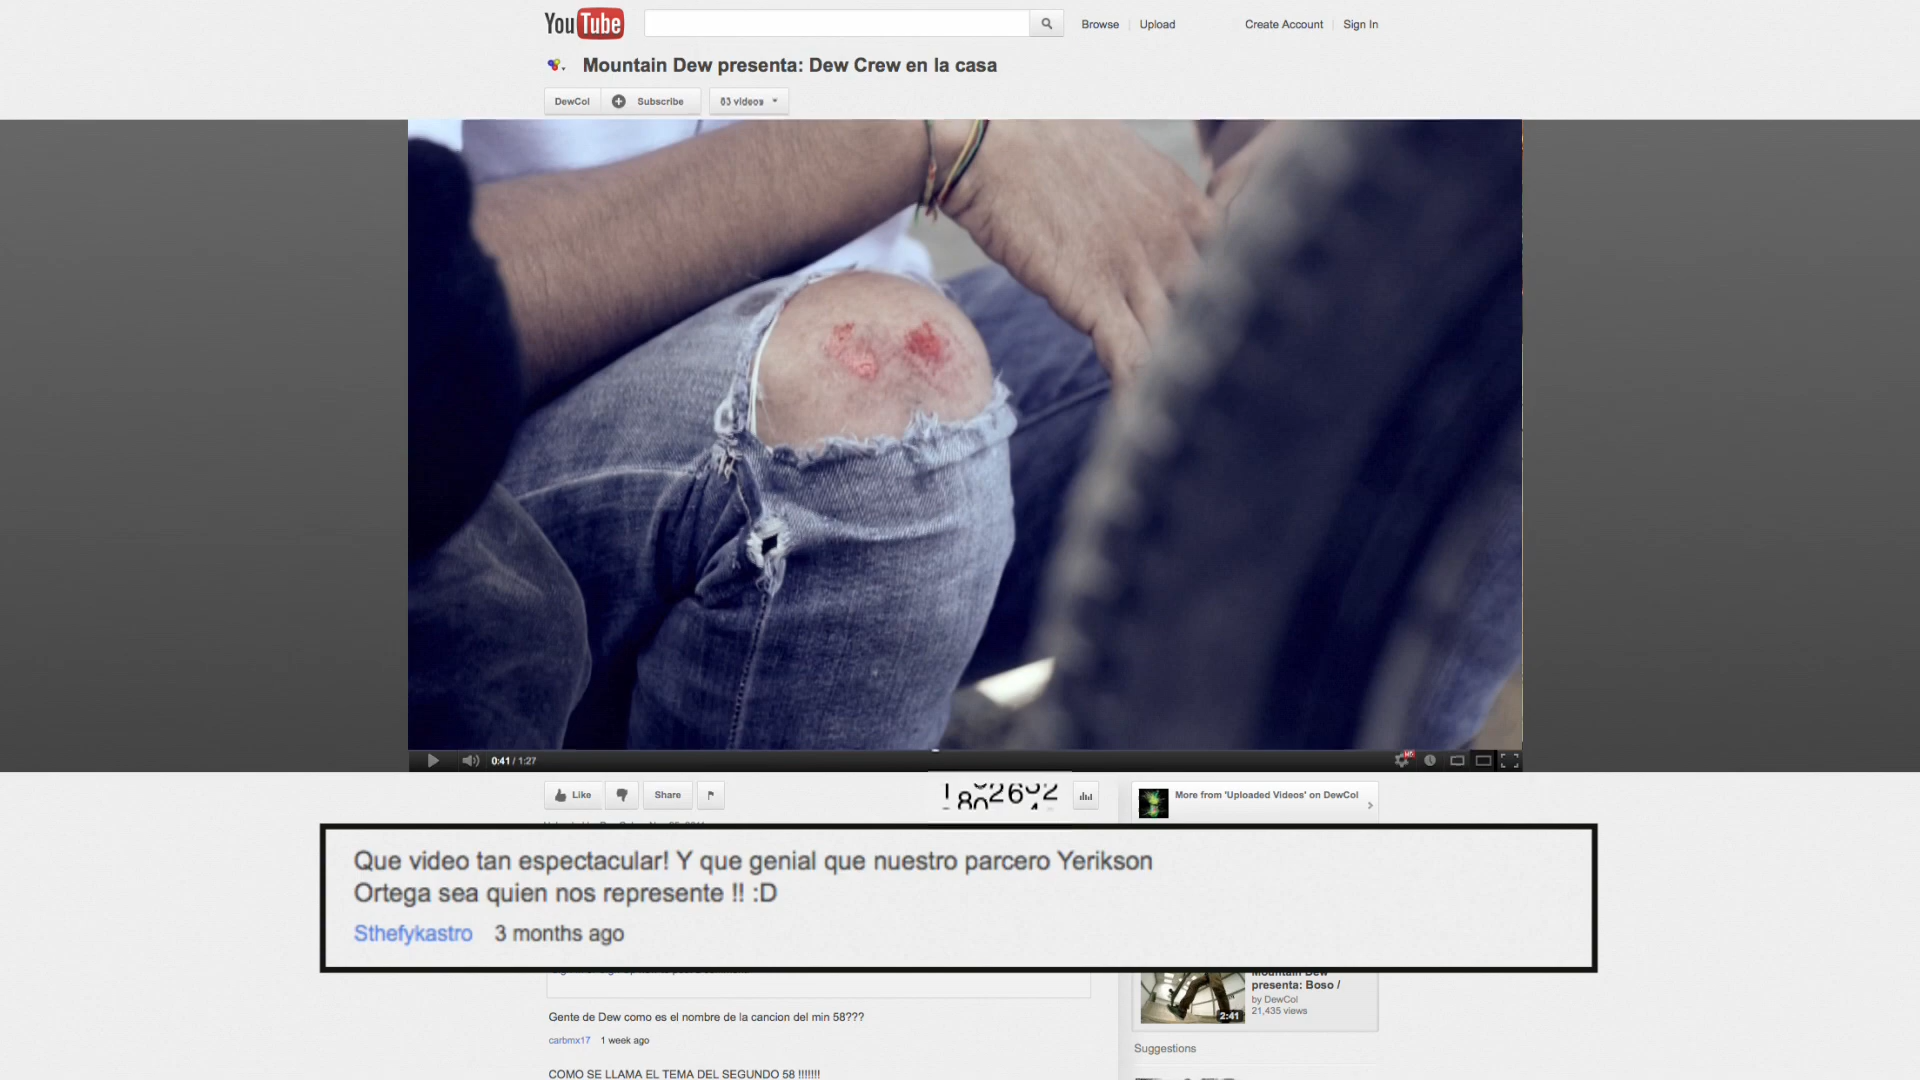 YouTube
Browse
Upload
Create Account
Sign In
Mountain Dew presenta: Dew Crew en la casa
DewCol
Subscribe
63 videos
0:41 / 1:27
Like
Share
More from 'Uploaded Videos' on DewCol
Que video tan espectacular! Y que genial que nuestro parcero Yerikson
Ortega sea quien nos represente !! :D
Sthefykastro 3 months ago
Mountain Dew
presenta: Boso /
by DewCol
21,435 views
2:41
Gente de Dew como es el nombre de la cancion del min 58???
carbmx17 1 week ago
Suggestions
COMO SE LLAMA EL TEMA DEL SEGUNDO 58 !!!!!!!